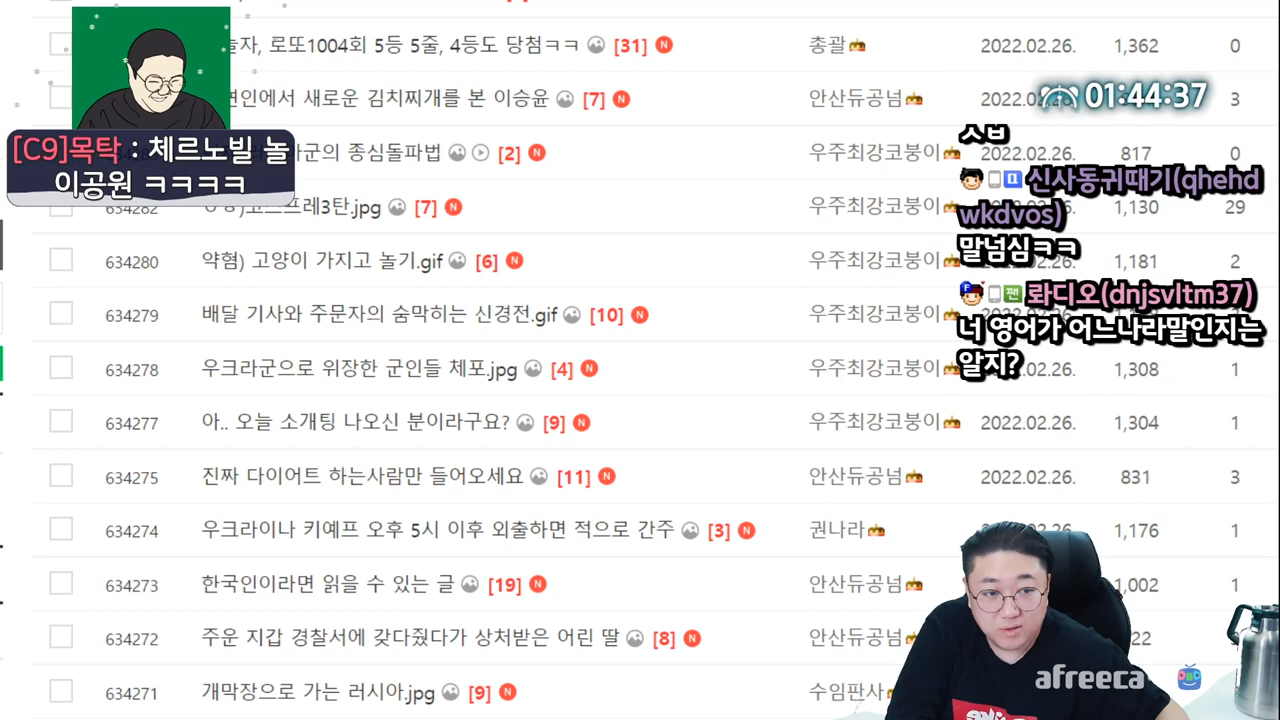 늘자, 로또1004회 5등 5줄, 4등도 당첨ㅋㅋ [31] N 총괄 2022.02.26. 1,362 0
연인에서 새로운 김치찌개를 본 이승윤 [7] N 안산듀공넘 3
01:44:37
[C9]목탁 : 체르노빌 놀
이공원 ㅋㅋㅋㅋ
군의 종심돌파법 [2] N 우주최강코붕이 2022.02.26. 817 0
634282 코스프레3탄.jpg [7] N 우주최강코붕이 1,130 29
634280 약혐) 고양이 가지고 놀기.gif [6] N 우주최강코붕이 1,181 2
634279 배달 기사와 주문자의 숨막히는 신경전.gif [10] N 우주최강코붕이
634278 우크라군으로 위장한 군인들 체포.jpg [4] N 우주최강코붕이 1,308 1
634277 아.. 오늘 소개팅 나오신 분이라구요? [9] N 우주최강코붕이 2022.02.26. 1,304 1
634275 진짜 다이어트 하는사람만 들어오세요 [11] N 안산듀공넘 2022.02.26. 831 3
634274 우크라이나 키예프 오후 5시 이후 외출하면 적으로 간주 [3] N 권나라 1,176 1
634273 한국인이라면 읽을 수 있는 글 [19] N 안산듀공넘 1,002 1
634272 주운 지갑 경찰서에 갖다줬다가 상처받은 어린 딸 [8] N 안산듀공넘
634271 개막장으로 가는 러시아.jpg [9] N 수임판사
ㅅㅂ
신사동귀때기(qhehd
wkdvos)
말넘심ㅋㅋ
롸디오(dnjsvltm37)
너 영어가 어느나라말인지는
알지?
afreeca